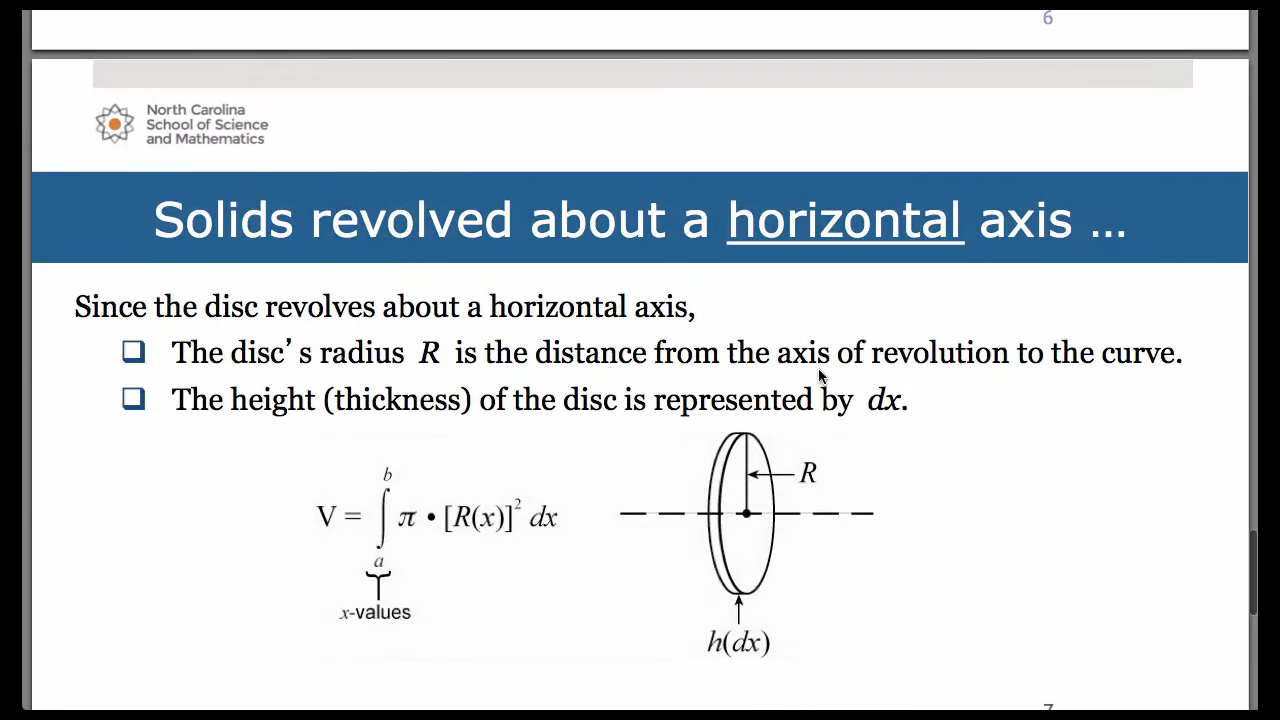 6
North Carolina
School of Science
and Mathematics
Solids revolved about a horizontal axis ...
Since the disc revolves about a horizontal axis,
❑ The disc's radius R is the distance from the axis of revolution to the curve.
❑ The height (thickness) of the disc is represented by dx.
V = ∫ₐᵇ π • [R(x)]² dx
x-values
R
h(dx)
7